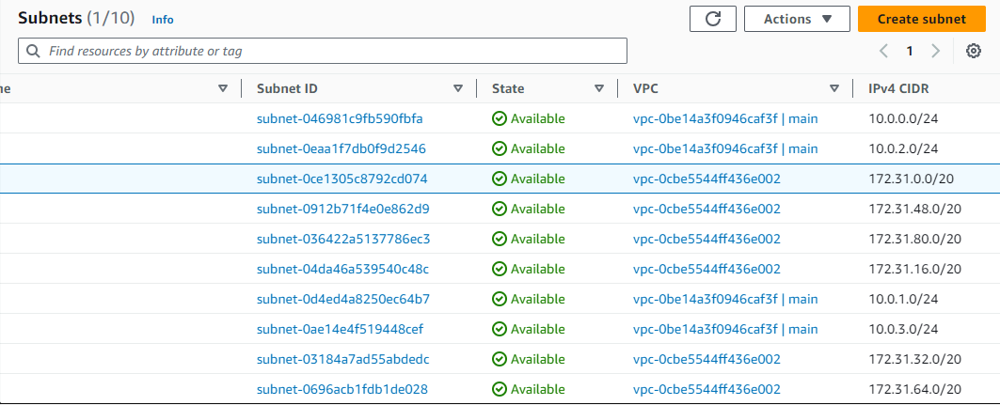 Subnets (1/10) Info Actions Create subnet
Find resources by attribute or tag 1
ne Subnet ID State VPC IPv4 CIDR
subnet-046981c9fb590fbfa Available vpc-0be14a3f0946caf3f | main 10.0.0.0/24
subnet-0eaa1f7db0f9d2546 Available vpc-0be14a3f0946caf3f | main 10.0.2.0/24
subnet-0ce1305c8792cd074 Available vpc-0cbe5544ff436e002 172.31.0.0/20
subnet-0912b71f4e0e862d9 Available vpc-0cbe5544ff436e002 172.31.48.0/20
subnet-036422a5137786ec3 Available vpc-0cbe5544ff436e002 172.31.80.0/20
subnet-04da46a539540c48c Available vpc-0cbe5544ff436e002 172.31.16.0/20
subnet-0d4ed4a8250ec64b7 Available vpc-0be14a3f0946caf3f | main 10.0.1.0/24
subnet-0ae14e4f519448cef Available vpc-0be14a3f0946caf3f | main 10.0.3.0/24
subnet-03184a7ad55abdedc Available vpc-0cbe5544ff436e002 172.31.32.0/20
subnet-0696acb1fdb1de028 Available vpc-0cbe5544ff436e002 172.31.64.0/20